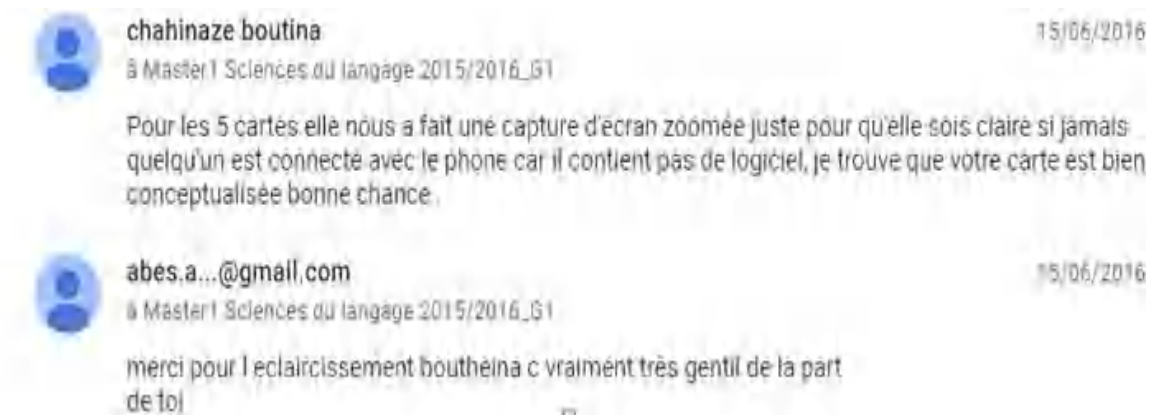 chahinaze boutina
15/06/2016
à Master1 Sciences du langage 2015/2016_G1
Pour les 5 cartes elle nous a fait une capture d'écran zoomée juste pour qu'elle sois claire si jamais
quelqu'un est connecté avec le phone car il contient pas de logiciel, je trouve que votre carte est bien
conceptualisée bonne chance.
abes.a...@gmail.com
15/06/2016
à Master1 Sciences du langage 2015/2016_G1
merci pour l eclaircissement boutheina c vraiment très gentil de la part
de toi